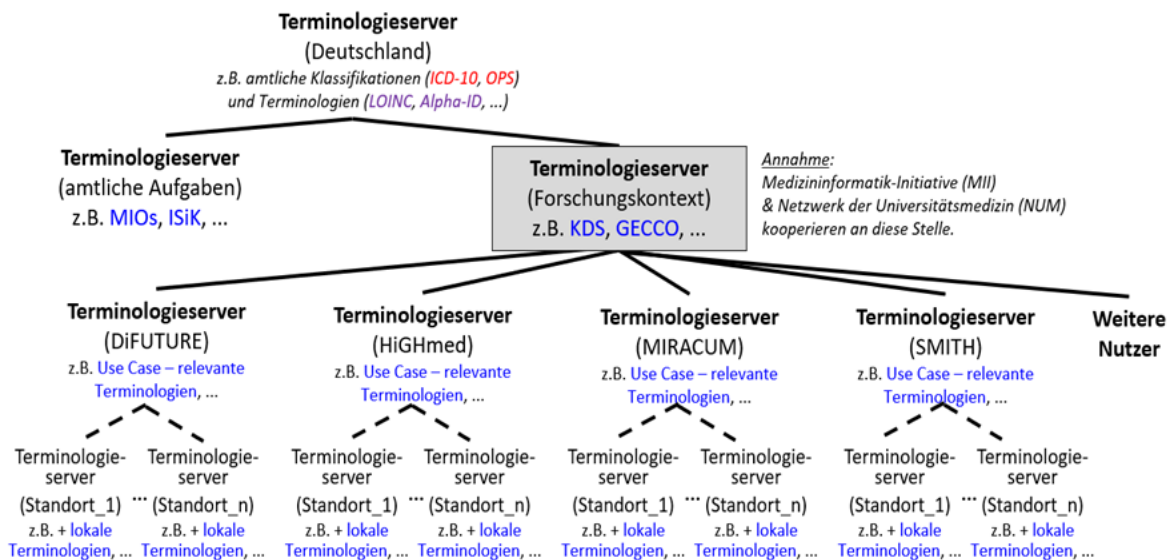 Terminologieserver
(Deutschland)
z.B. amtliche Klassifikationen (ICD-10, OPS)
und Terminologien (LOINC, Alpha-ID, ...)
Terminologieserver
(amtliche Aufgaben)
z.B. MIOs, ISiK, ...
Terminologieserver
(Forschungskontext)
z.B. KDS, GECCO, ...
Annahme:
Medizininformatik-Initiative (MII)
& Netzwerk der Universitätsmedizin (NUM)
kooperieren an diese Stelle.
Terminologieserver
(DiFUTURE)
z.B. Use Case – relevante
Terminologien, ...
Terminologieserver
(HiGHmed)
z.B. Use Case – relevante
Terminologien, ...
Terminologieserver
(MIRACUM)
z.B. Use Case – relevante
Terminologien, ...
Terminologieserver
(SMITH)
z.B. Use Case – relevante
Terminologien, ...
Weitere
Nutzer
Terminologie-
server
(Standort_1)
z.B. + lokale
Terminologien, ...
...
Terminologie-
server
(Standort_n)
z.B. + lokale
Terminologien, ...
Terminologie-
server
(Standort_1)
z.B. + lokale
Terminologien, ...
...
Terminologie-
server
(Standort_n)
z.B. + lokale
Terminologien, ...
Terminologie-
server
(Standort_1)
z.B. + lokale
Terminologien, ...
...
Terminologie-
server
(Standort_n)
z.B. + lokale
Terminologien, ...
Terminologie-
server
(Standort_1)
z.B. + lokale
Terminologien, ...
...
Terminologie-
server
(Standort_n)
z.B. + lokale
Terminologien, ...